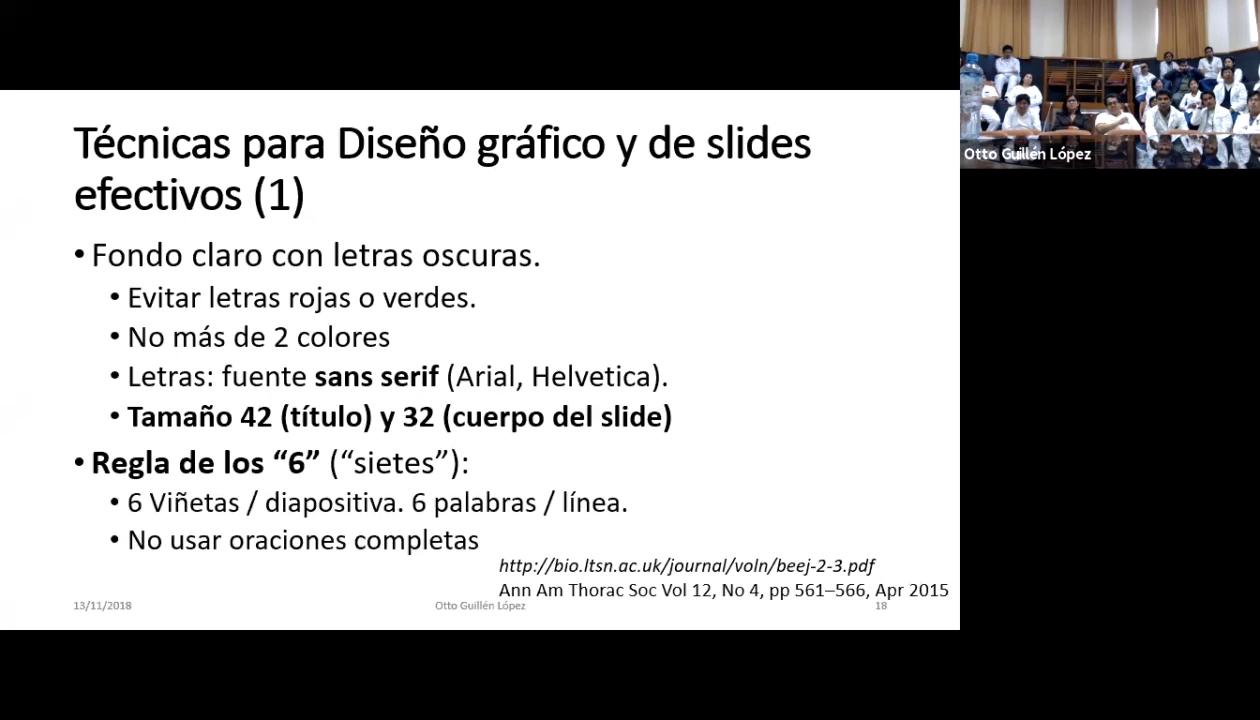 Técnicas para Diseño gráfico y de slides
efectivos (1)
• Fondo claro con letras oscuras.
• Evitar letras rojas o verdes.
• No más de 2 colores
• Letras: fuente sans serif (Arial, Helvetica).
• Tamaño 42 (título) y 32 (cuerpo del slide)
• Regla de los “6” (“sietes”):
• 6 Viñetas / diapositiva. 6 palabras / línea.
• No usar oraciones completas
http://bio.ltsn.ac.uk/journal/voln/beej-2-3.pdf
Ann Am Thorac Soc Vol 12, No 4, pp 561–566, Apr 2015
13/11/2018
Otto Guillén López
18
Otto Guillén López